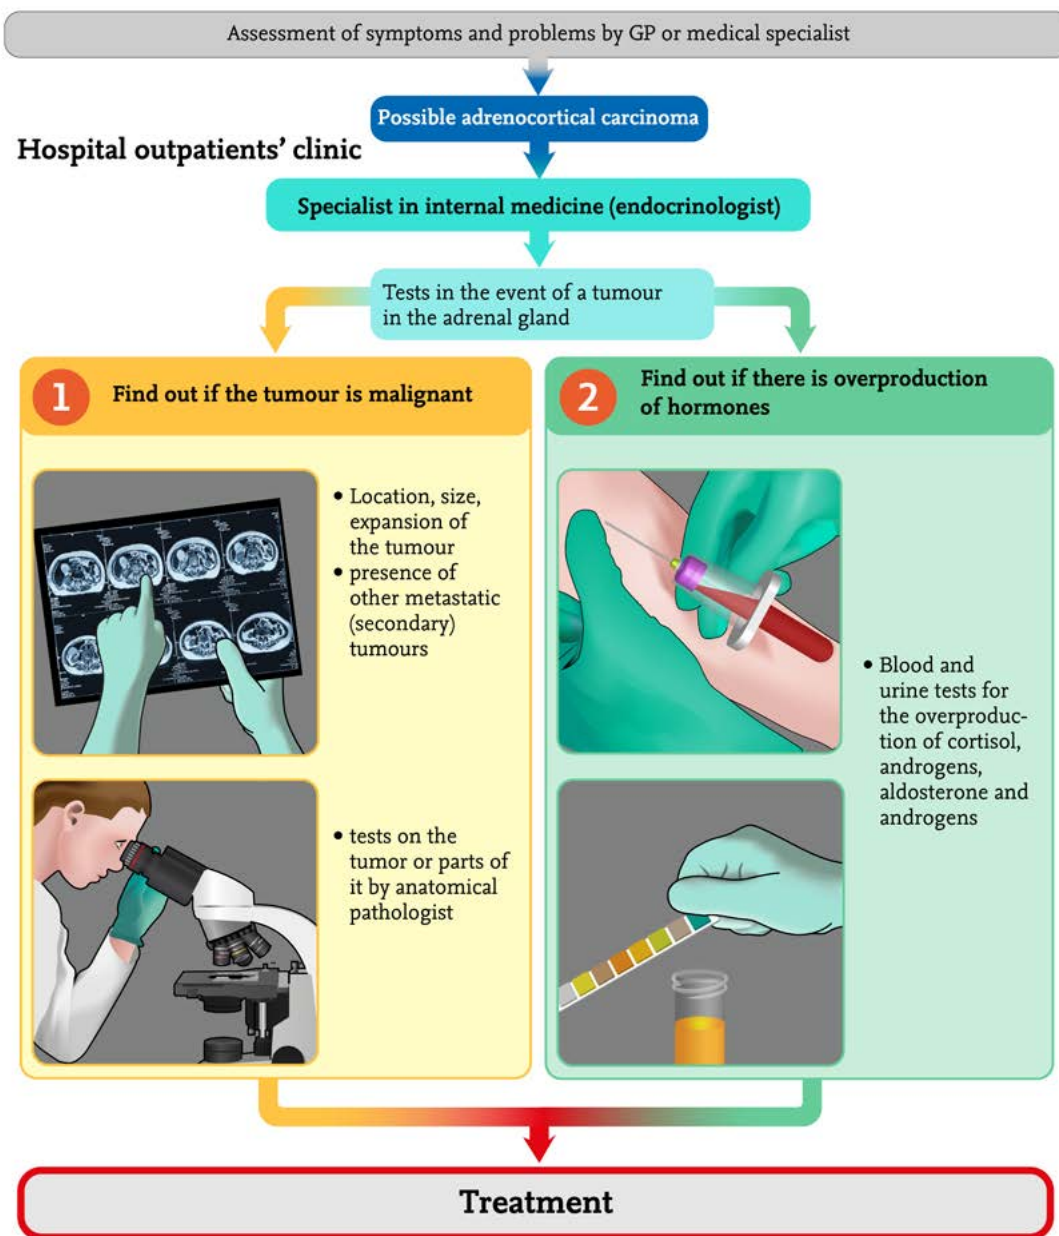 Assessment of symptoms and problems by GP or medical specialist
Possible adrenocortical carcinoma
Hospital outpatients’ clinic
Specialist in internal medicine (endocrinologist)
Tests in the event of a tumour
in the adrenal gland
1
Find out if the tumour is malignant
• Location, size,
expansion of
the tumour
• presence of
other metastatic
(secondary)
tumours
• tests on the
tumor or parts of
it by anatomical
pathologist
2
Find out if there is overproduction
of hormones
• Blood and
urine tests for
the overproduc-
tion of cortisol,
androgens,
aldosterone and
androgens
Treatment